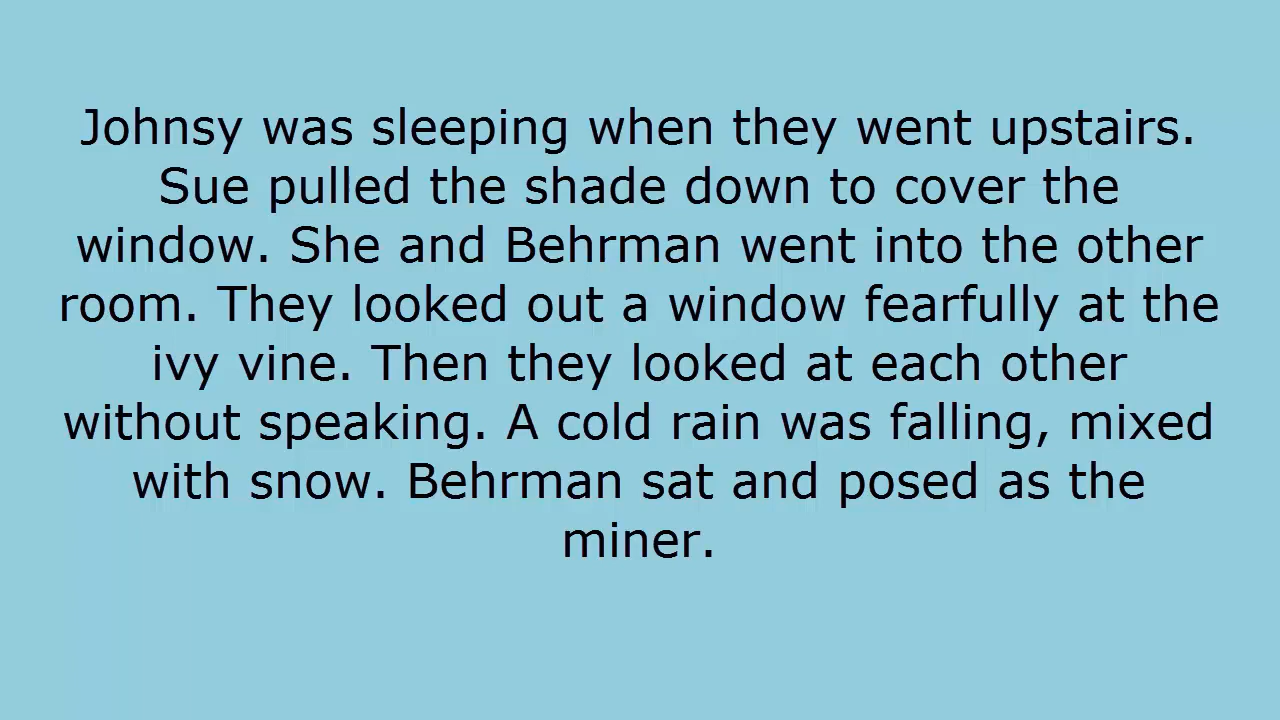 Johnsy was sleeping when they went upstairs.
Sue pulled the shade down to cover the
window. She and Behrman went into the other
room. They looked out a window fearfully at the
ivy vine. Then they looked at each other
without speaking. A cold rain was falling, mixed
with snow. Behrman sat and posed as the
miner.